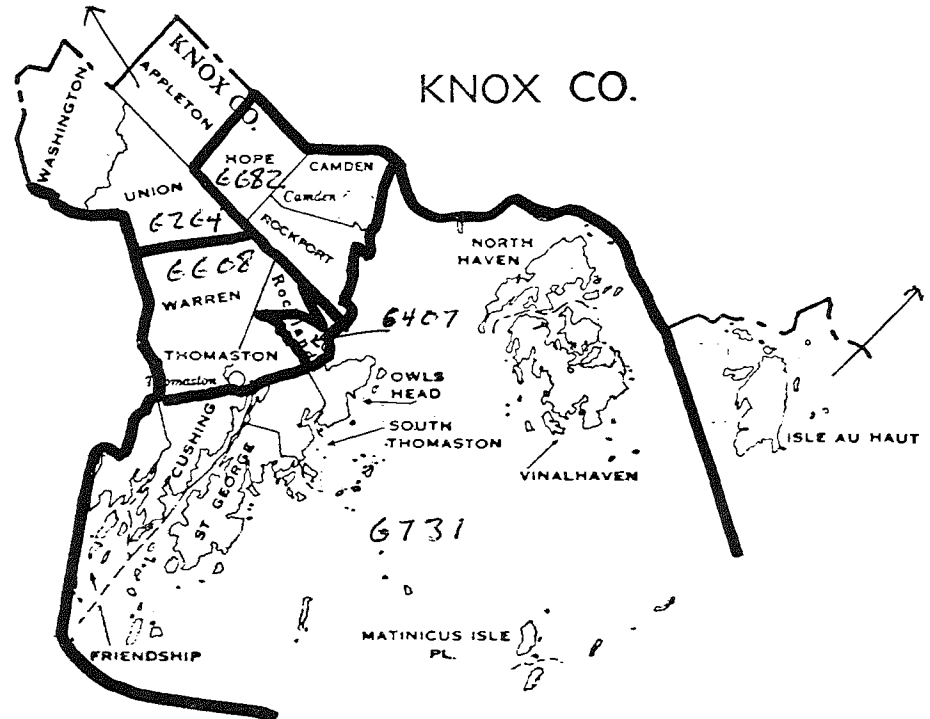 KNOX CO.
KNOX CO.
APPLETON
WASHINGTON
HOPE
6682
CAMDEN
Camden
UNION
6264
ROCKPORT
NORTH
HAVEN
6608
WARREN
Rockland
6407
THOMASTON
Thomaston
OWLS
HEAD
SOUTH
THOMASTON
CUSHING
ST GEORGE
VINALHAVEN
ISLE AU HAUT
6731
MATINICUS ISLE
PL.
FRIENDSHIP